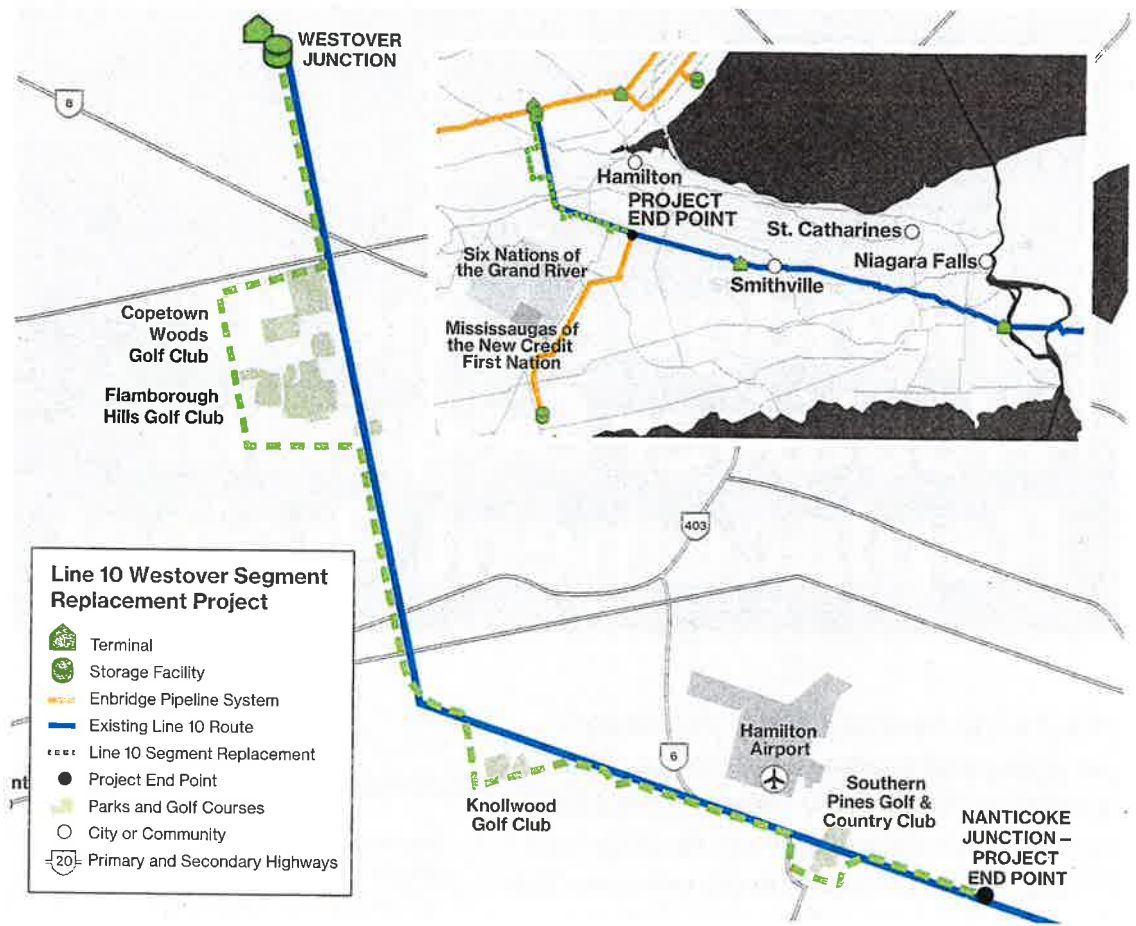 WESTOVER
JUNCTION
8
Hamilton
PROJECT
END POINT
St. Catharines
Niagara Falls
Six Nations of
the Grand River
Smithville
Mississaugas of
the New Credit
First Nation
Copetown
Woods
Golf Club
Flamborough
Hills Golf Club
403
Line 10 Westover Segment
Replacement Project
Terminal
Storage Facility
Enbridge Pipeline System
Existing Line 10 Route
Line 10 Segment Replacement
Project End Point
Parks and Golf Courses
City or Community
20 Primary and Secondary Highways
nt
Hamilton
Airport
6
Knollwood
Golf Club
Southern
Pines Golf &
Country Club
NANTICOKE
JUNCTION –
PROJECT
END POINT